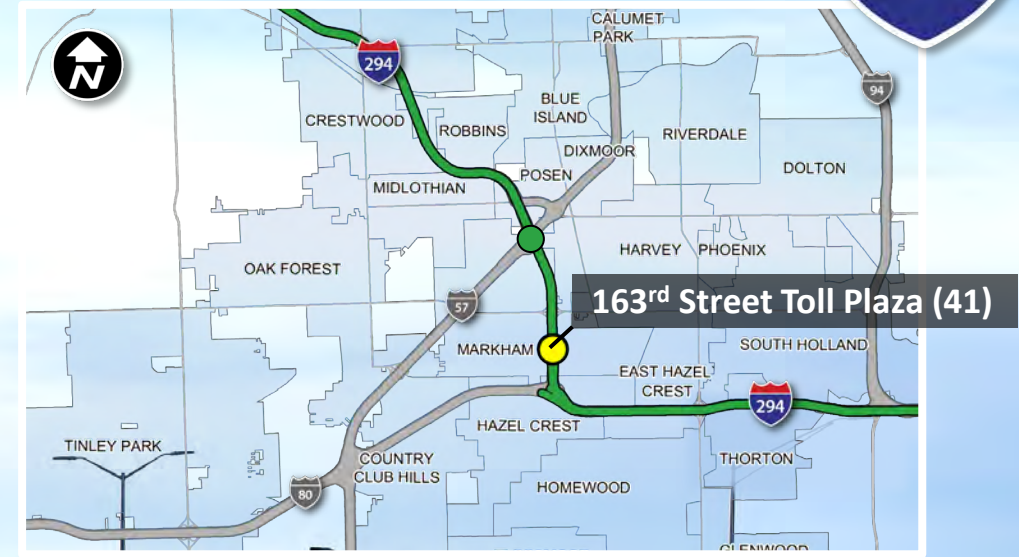 CALUMET
PARK
N
294
94
BLUE
ISLAND
CRESTWOOD
ROBBINS
RIVERDALE
DIXMOOR
DOLTON
POSEN
MIDLOTHIAN
HARVEY PHOENIX
OAK FOREST
163rd Street Toll Plaza (41)
57
MARKHAM
SOUTH HOLLAND
EAST HAZEL
CREST
294
HAZEL CREST
TINLEY PARK
COUNTRY
CLUB HILLS
THORTON
80
HOMEWOOD
GLENWOOD